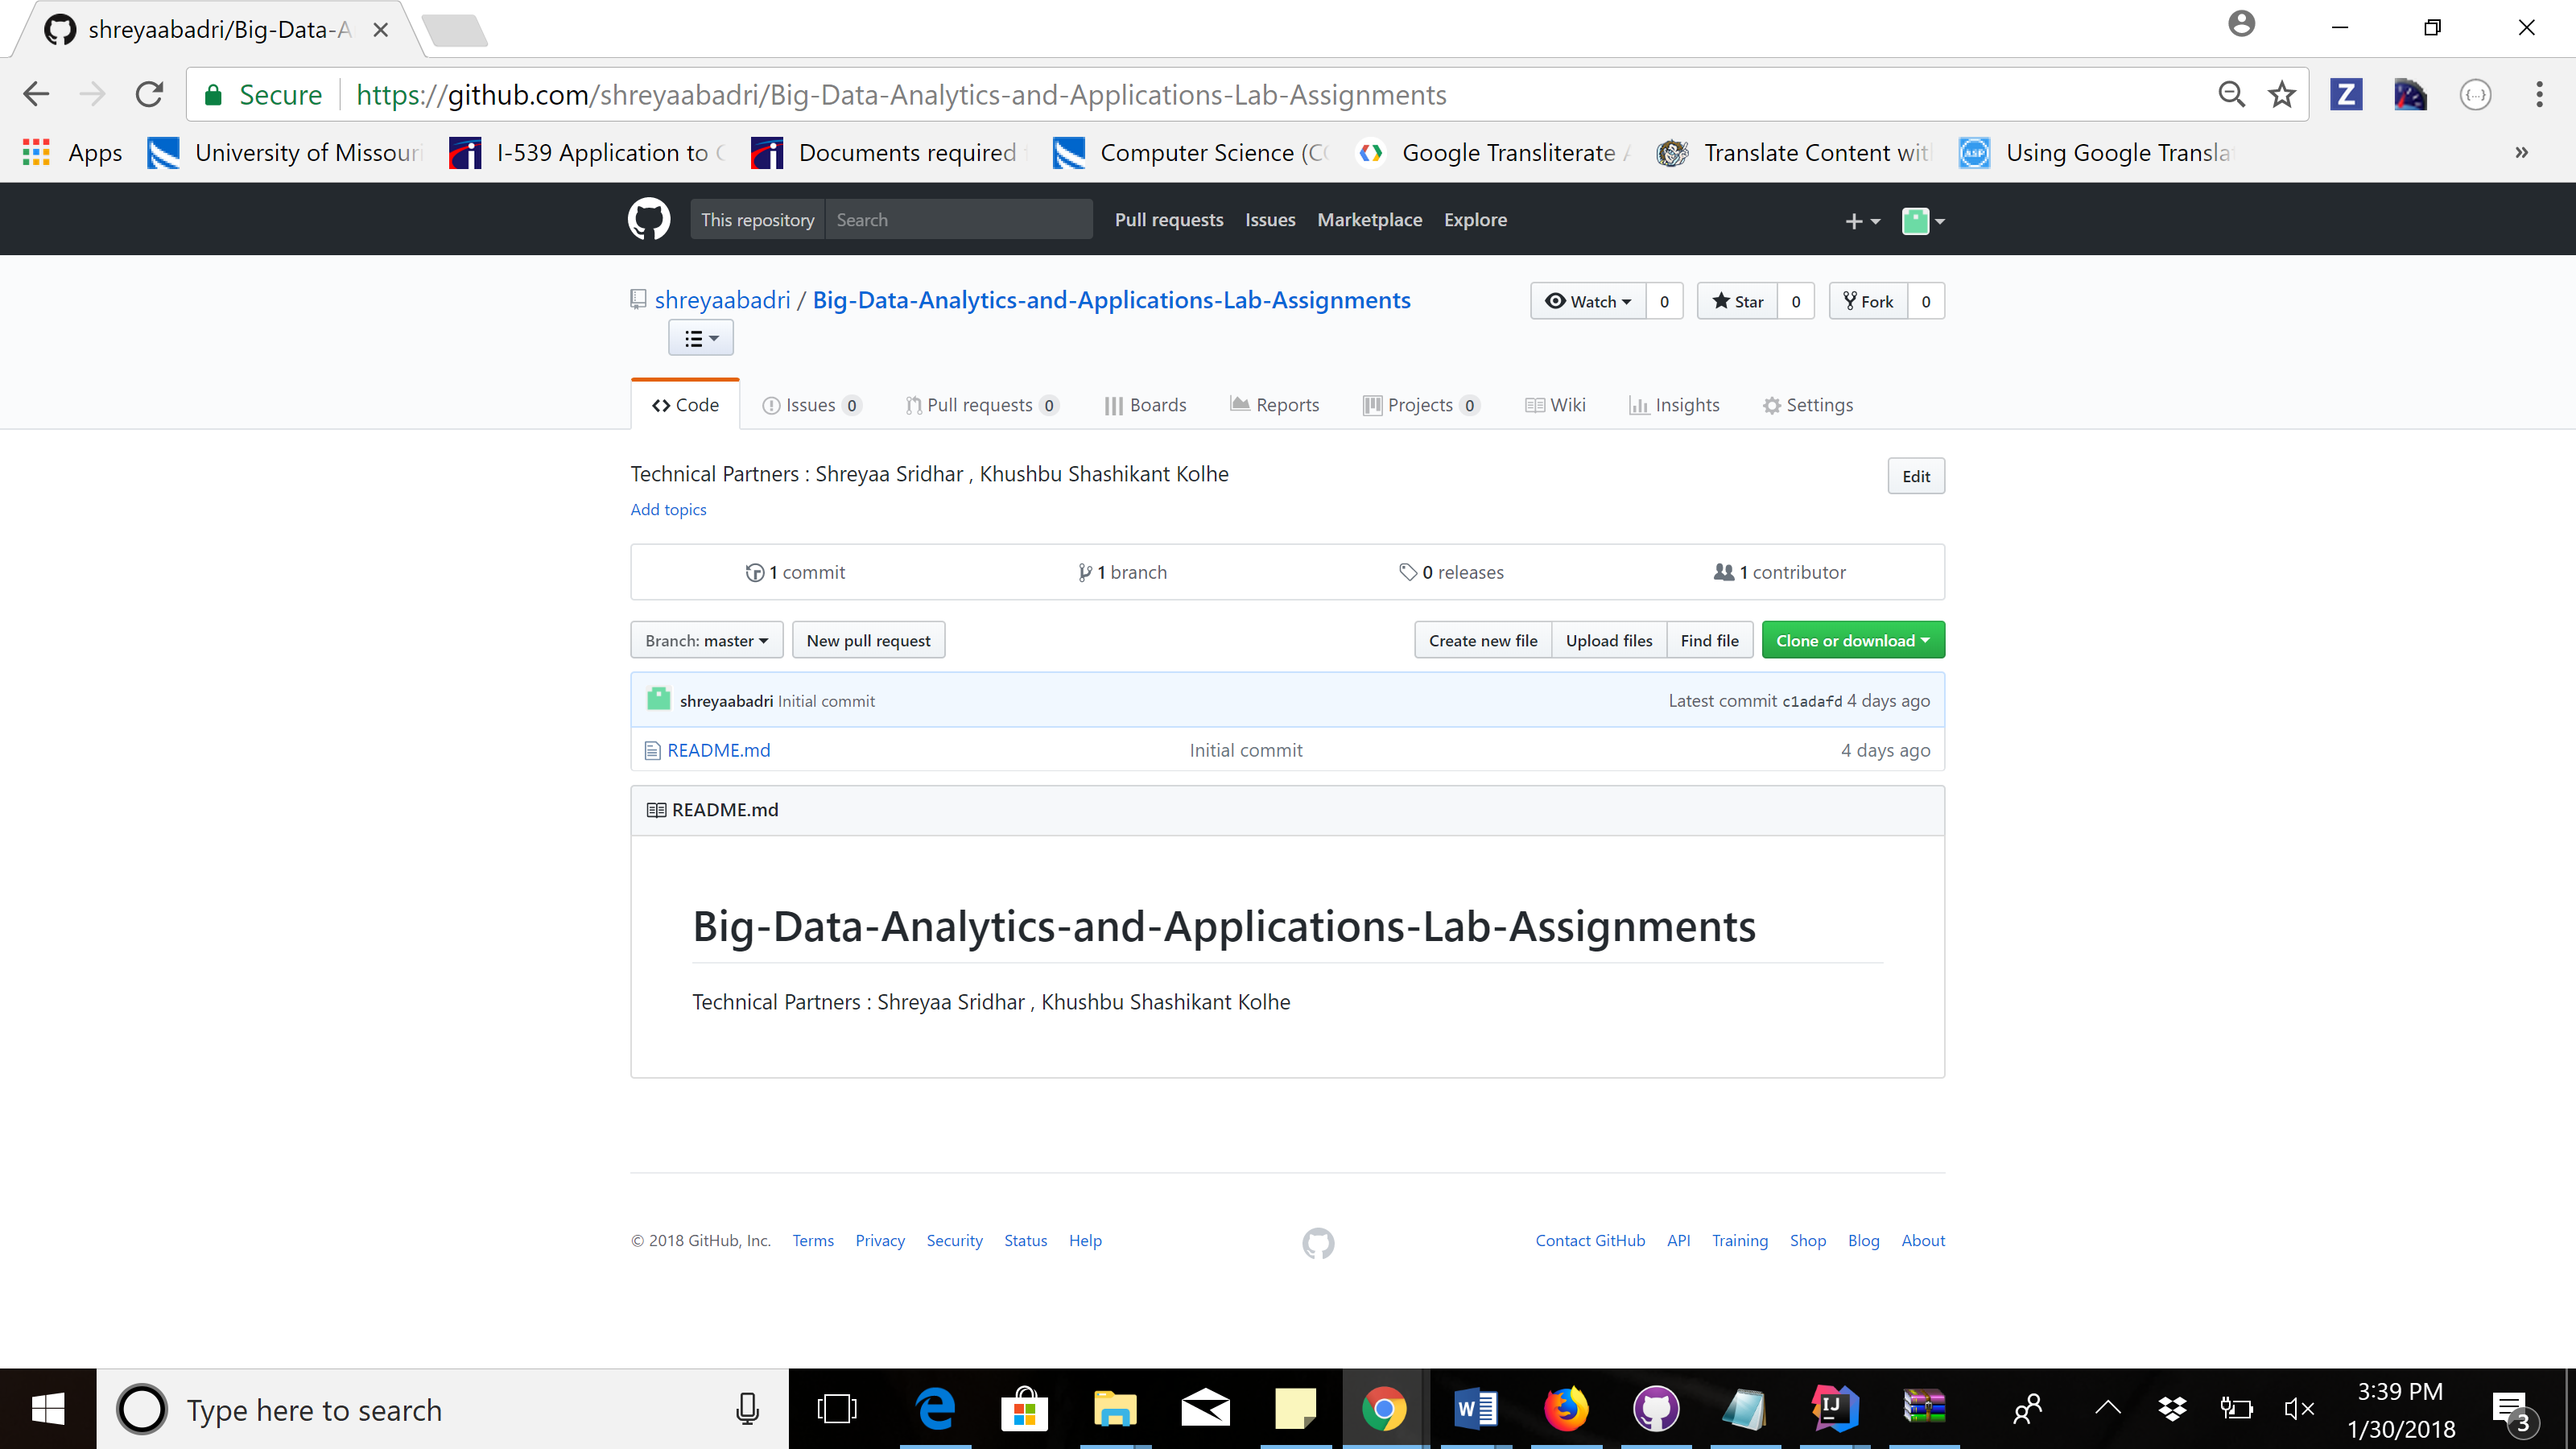 shreyaabadri/Big-Data-A
Secure https://github.com/shreyaabadri/Big-Data-Analytics-and-Applications-Lab-Assignments
Apps University of Missouri I-539 Application to Documents required Computer Science (CO Google Transliterate Translate Content with Using Google Translat »
This repository Search Pull requests Issues Marketplace Explore
shreyaabadri / Big-Data-Analytics-and-Applications-Lab-Assignments Watch 0 Star 0 Fork 0
Code Issues 0 Pull requests 0 Boards Reports Projects 0 Wiki Insights Settings
Technical Partners : Shreyaa Sridhar , Khushbu Shashikant Kolhe Edit
Add topics
1 commit 1 branch 0 releases 1 contributor
Branch: master New pull request Create new file Upload files Find file Clone or download
shreyaabadri Initial commit Latest commit c1adafd 4 days ago
README.md Initial commit 4 days ago
README.md
Big-Data-Analytics-and-Applications-Lab-Assignments
Technical Partners : Shreyaa Sridhar , Khushbu Shashikant Kolhe
© 2018 GitHub, Inc. Terms Privacy Security Status Help Contact GitHub API Training Shop Blog About
Type here to search
3:39 PM
1/30/2018
3